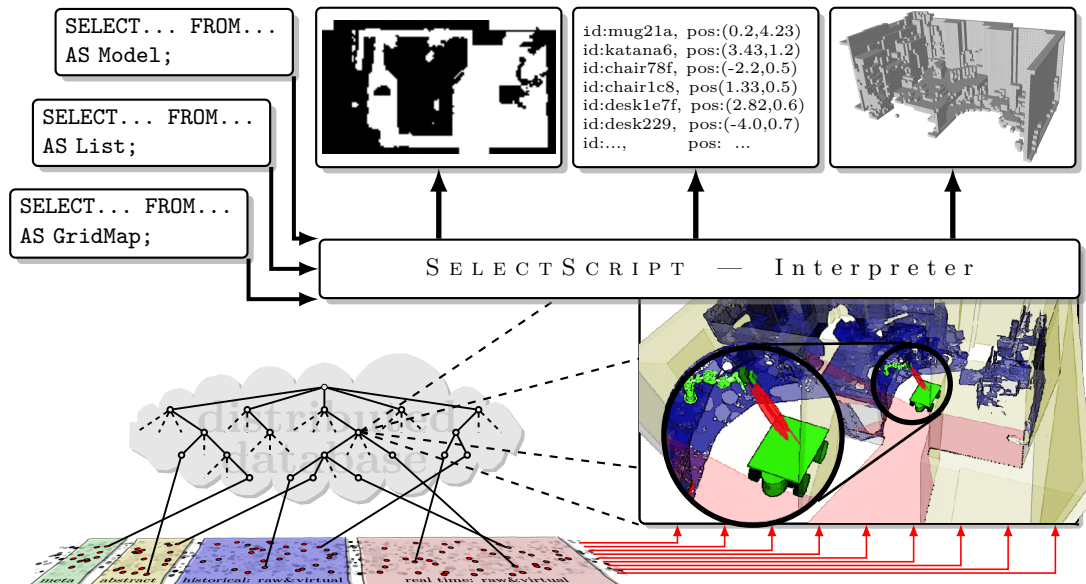 SELECT... FROM...
AS Model;
SELECT... FROM...
AS List;
SELECT... FROM...
AS GridMap;
id:mug21a, pos:(0.2,4.23)
id:katana6, pos:(3.43,1.2)
id:chair78f, pos:(-2.2,0.5)
id:chair1c8, pos(1.33,0.5)
id:desk1e7f, pos:(2.82,0.6)
id:desk229, pos:(-4.0,0.7)
id:..., pos: ...
SELECTSCRIPT — Interpreter
distributed
database
meta
abstract
historical: raw&virtual
real time: raw&virtual